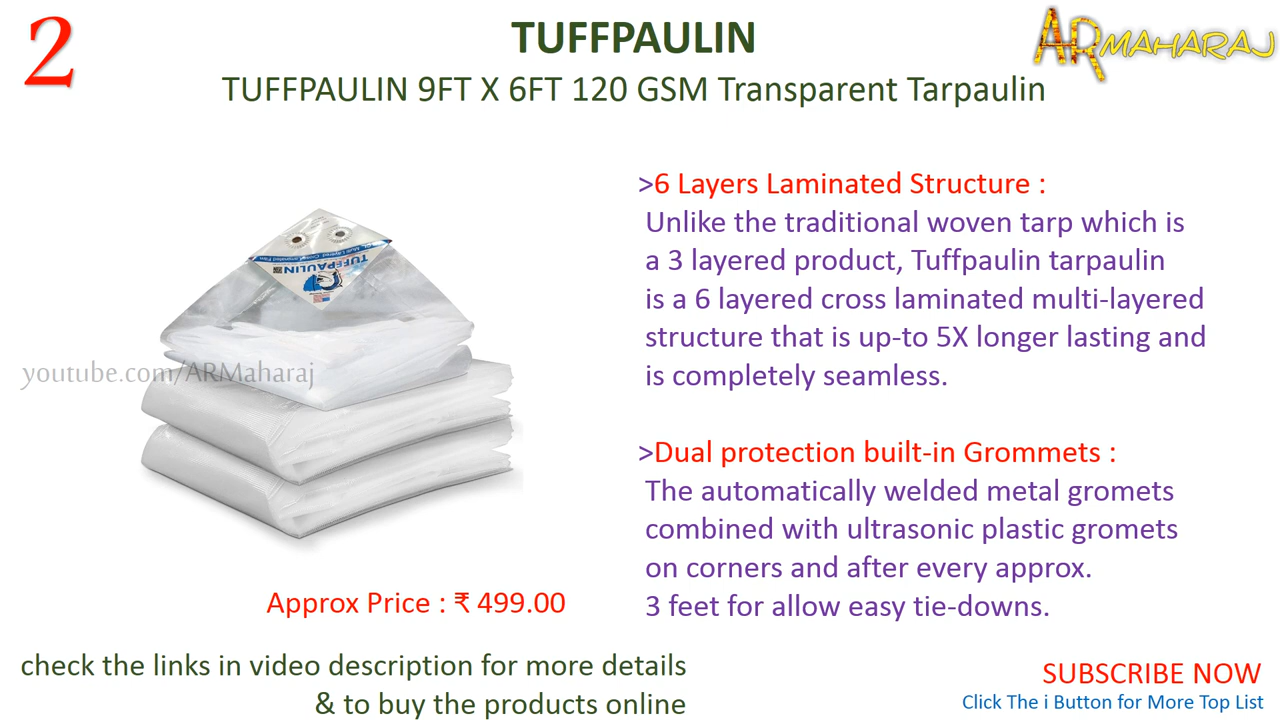 2
TUFFPAULIN
ARMAHARAJ
TUFFPAULIN 9FT X 6FT 120 GSM Transparent Tarpaulin
>6 Layers Laminated Structure :
Unlike the traditional woven tarp which is
a 3 layered product, Tuffpaulin tarpaulin
is a 6 layered cross laminated multi-layered
structure that is up-to 5X longer lasting and
is completely seamless.
TUFFPAULIN
youtube.com/ARMaharaj
>Dual protection built-in Grommets :
The automatically welded metal gromets
combined with ultrasonic plastic gromets
on corners and after every approx.
3 feet for allow easy tie-downs.
Approx Price : ₹ 499.00
check the links in video description for more details
& to buy the products online
SUBSCRIBE NOW
Click The i Button for More Top List